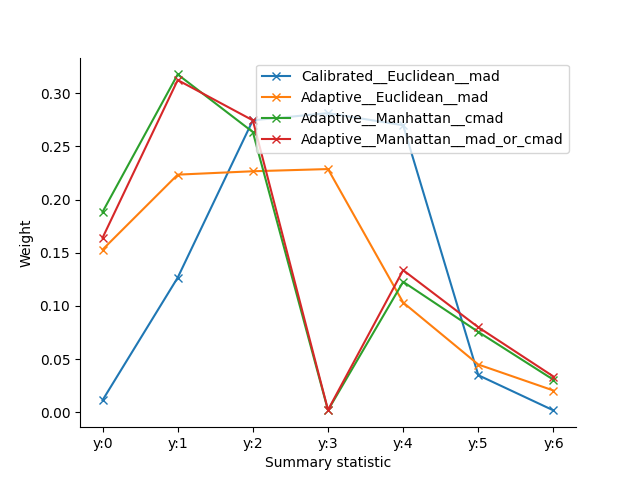 Calibrated__Euclidean__mad
Adaptive__Euclidean__mad
Adaptive__Manhattan__cmad
Adaptive__Manhattan__mad_or_cmad
0.30
0.25
0.20
0.15
0.10
0.05
0.00
Weight
y:0 y:1 y:2 y:3 y:4 y:5 y:6
Summary statistic